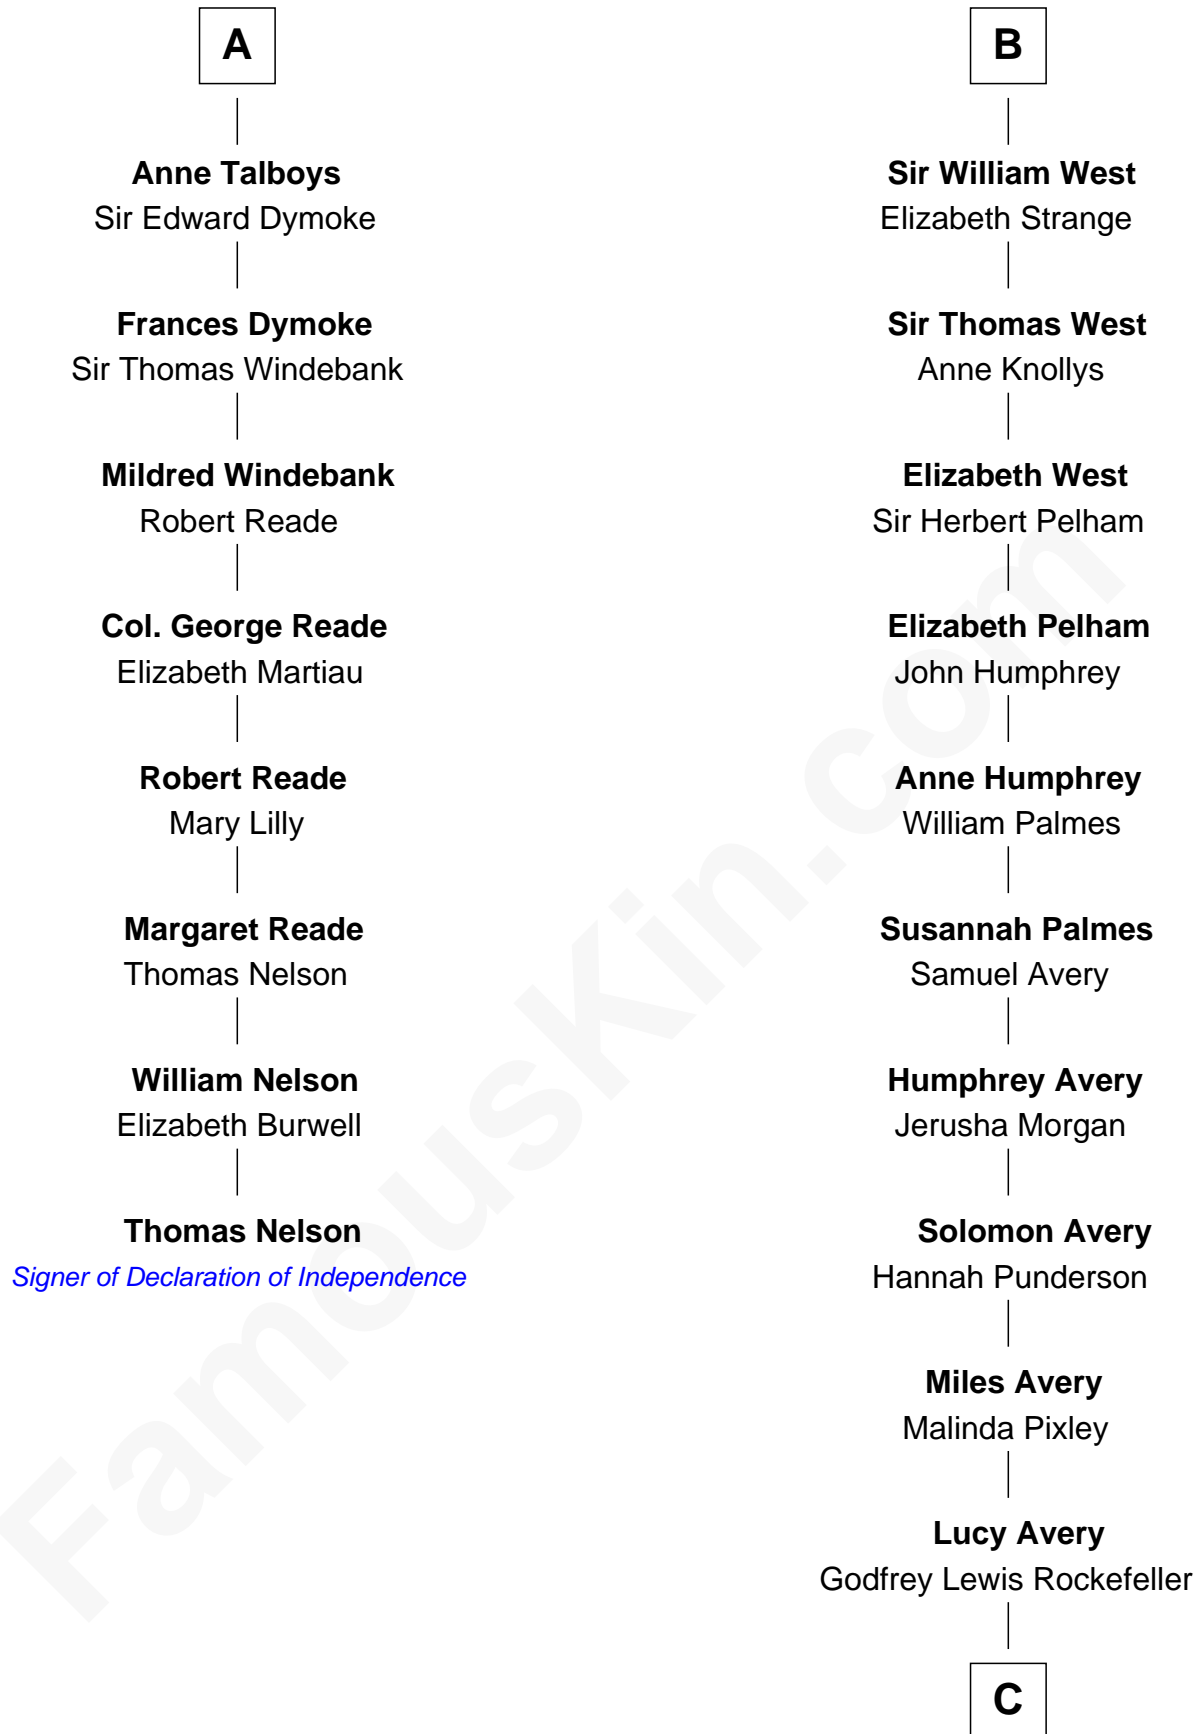 A
Anne Talboys
Sir Edward Dymoke
Frances Dymoke
Sir Thomas Windebank
Mildred Windebank
Robert Reade
Col. George Reade
Elizabeth Martiau
Robert Reade
Mary Lilly
Margaret Reade
Thomas Nelson
William Nelson
Elizabeth Burwell
Thomas Nelson
Signer of Declaration of Independence
B
Sir William West
Elizabeth Strange
Sir Thomas West
Anne Knollys
Elizabeth West
Sir Herbert Pelham
Elizabeth Pelham
John Humphrey
Anne Humphrey
William Palmes
Susannah Palmes
Samuel Avery
Humphrey Avery
Jerusha Morgan
Solomon Avery
Hannah Punderson
Miles Avery
Malinda Pixley
Lucy Avery
Godfrey Lewis Rockefeller
C
FamousKin.com